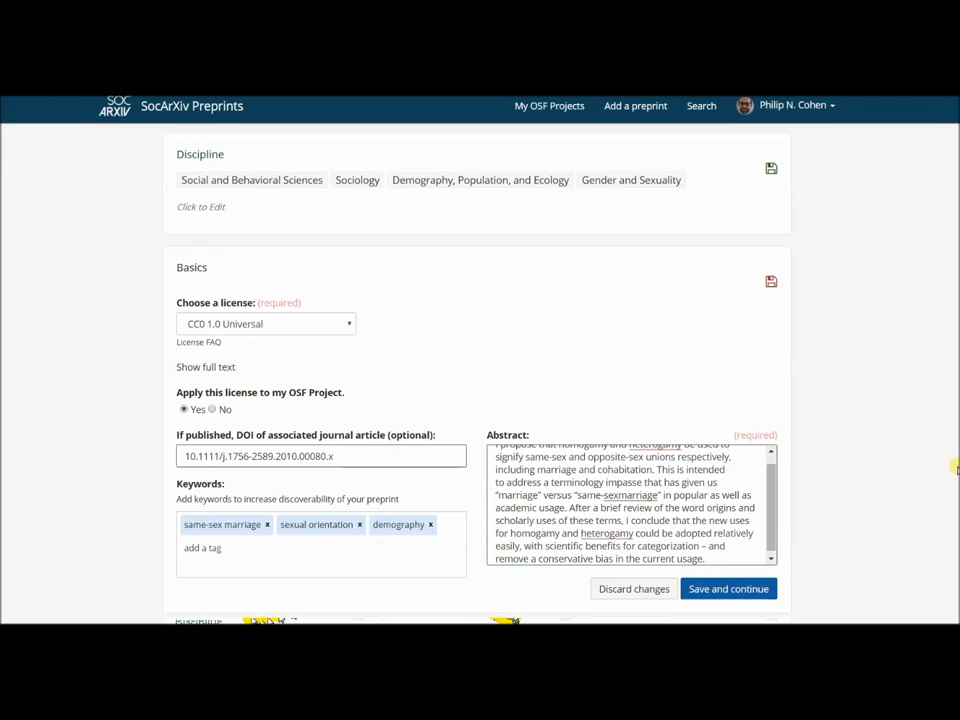 SOC
ARXIV
SocArXiv Preprints
My OSF Projects
Add a preprint
Search
Philip N. Cohen
Discipline
Social and Behavioral Sciences
Sociology
Demography, Population, and Ecology
Gender and Sexuality
Click to Edit
Basics
Choose a license: (required)
CC0 1.0 Universal
License FAQ
Show full text
Apply this license to my OSF Project.
Yes No
If published, DOI of associated journal article (optional):
10.1111/j.1756-2589.2010.00080.x
Keywords:
Add keywords to increase discoverability of your preprint
same-sex marriage x sexual orientation x demography x
add a tag
Abstract: (required)
I propose that homogamy and heterogamy be used to
signify same-sex and opposite-sex unions respectively,
including marriage and cohabitation. This is intended
to address a terminology impasse that has given us
“marriage” versus “same-sexmarriage” in popular as well as
academic usage. After a brief review of the word origins and
scholarly uses of these terms, I conclude that the new uses
for homogamy and heterogamy could be adopted relatively
easily, with scientific benefits for categorization – and
remove a conservative bias in the current usage.
Discard changes
Save and continue